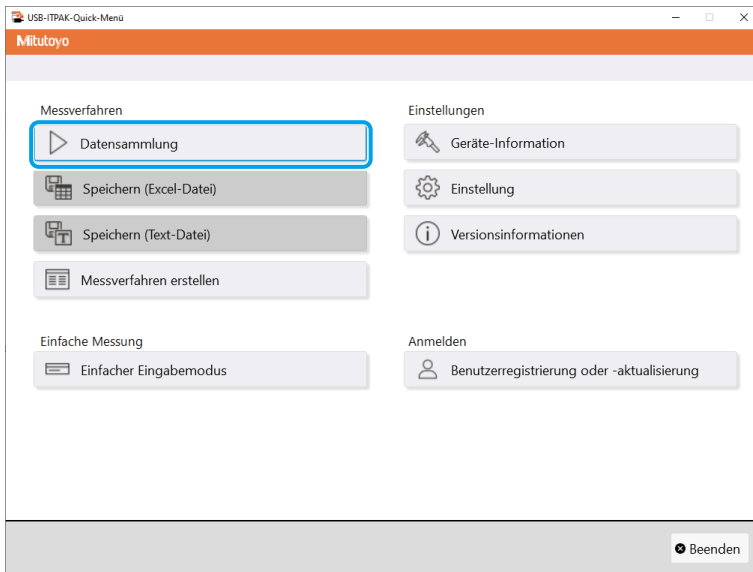 USB-ITPAK-Quick-Menü
Mitutoyo
Messverfahren
Datensammlung
Speichern (Excel-Datei)
Speichern (Text-Datei)
Messverfahren erstellen
Einfache Messung
Einfacher Eingabemodus
Einstellungen
Geräte-Information
Einstellung
Versionsinformationen
Anmelden
Benutzerregistrierung oder -aktualisierung
Beenden